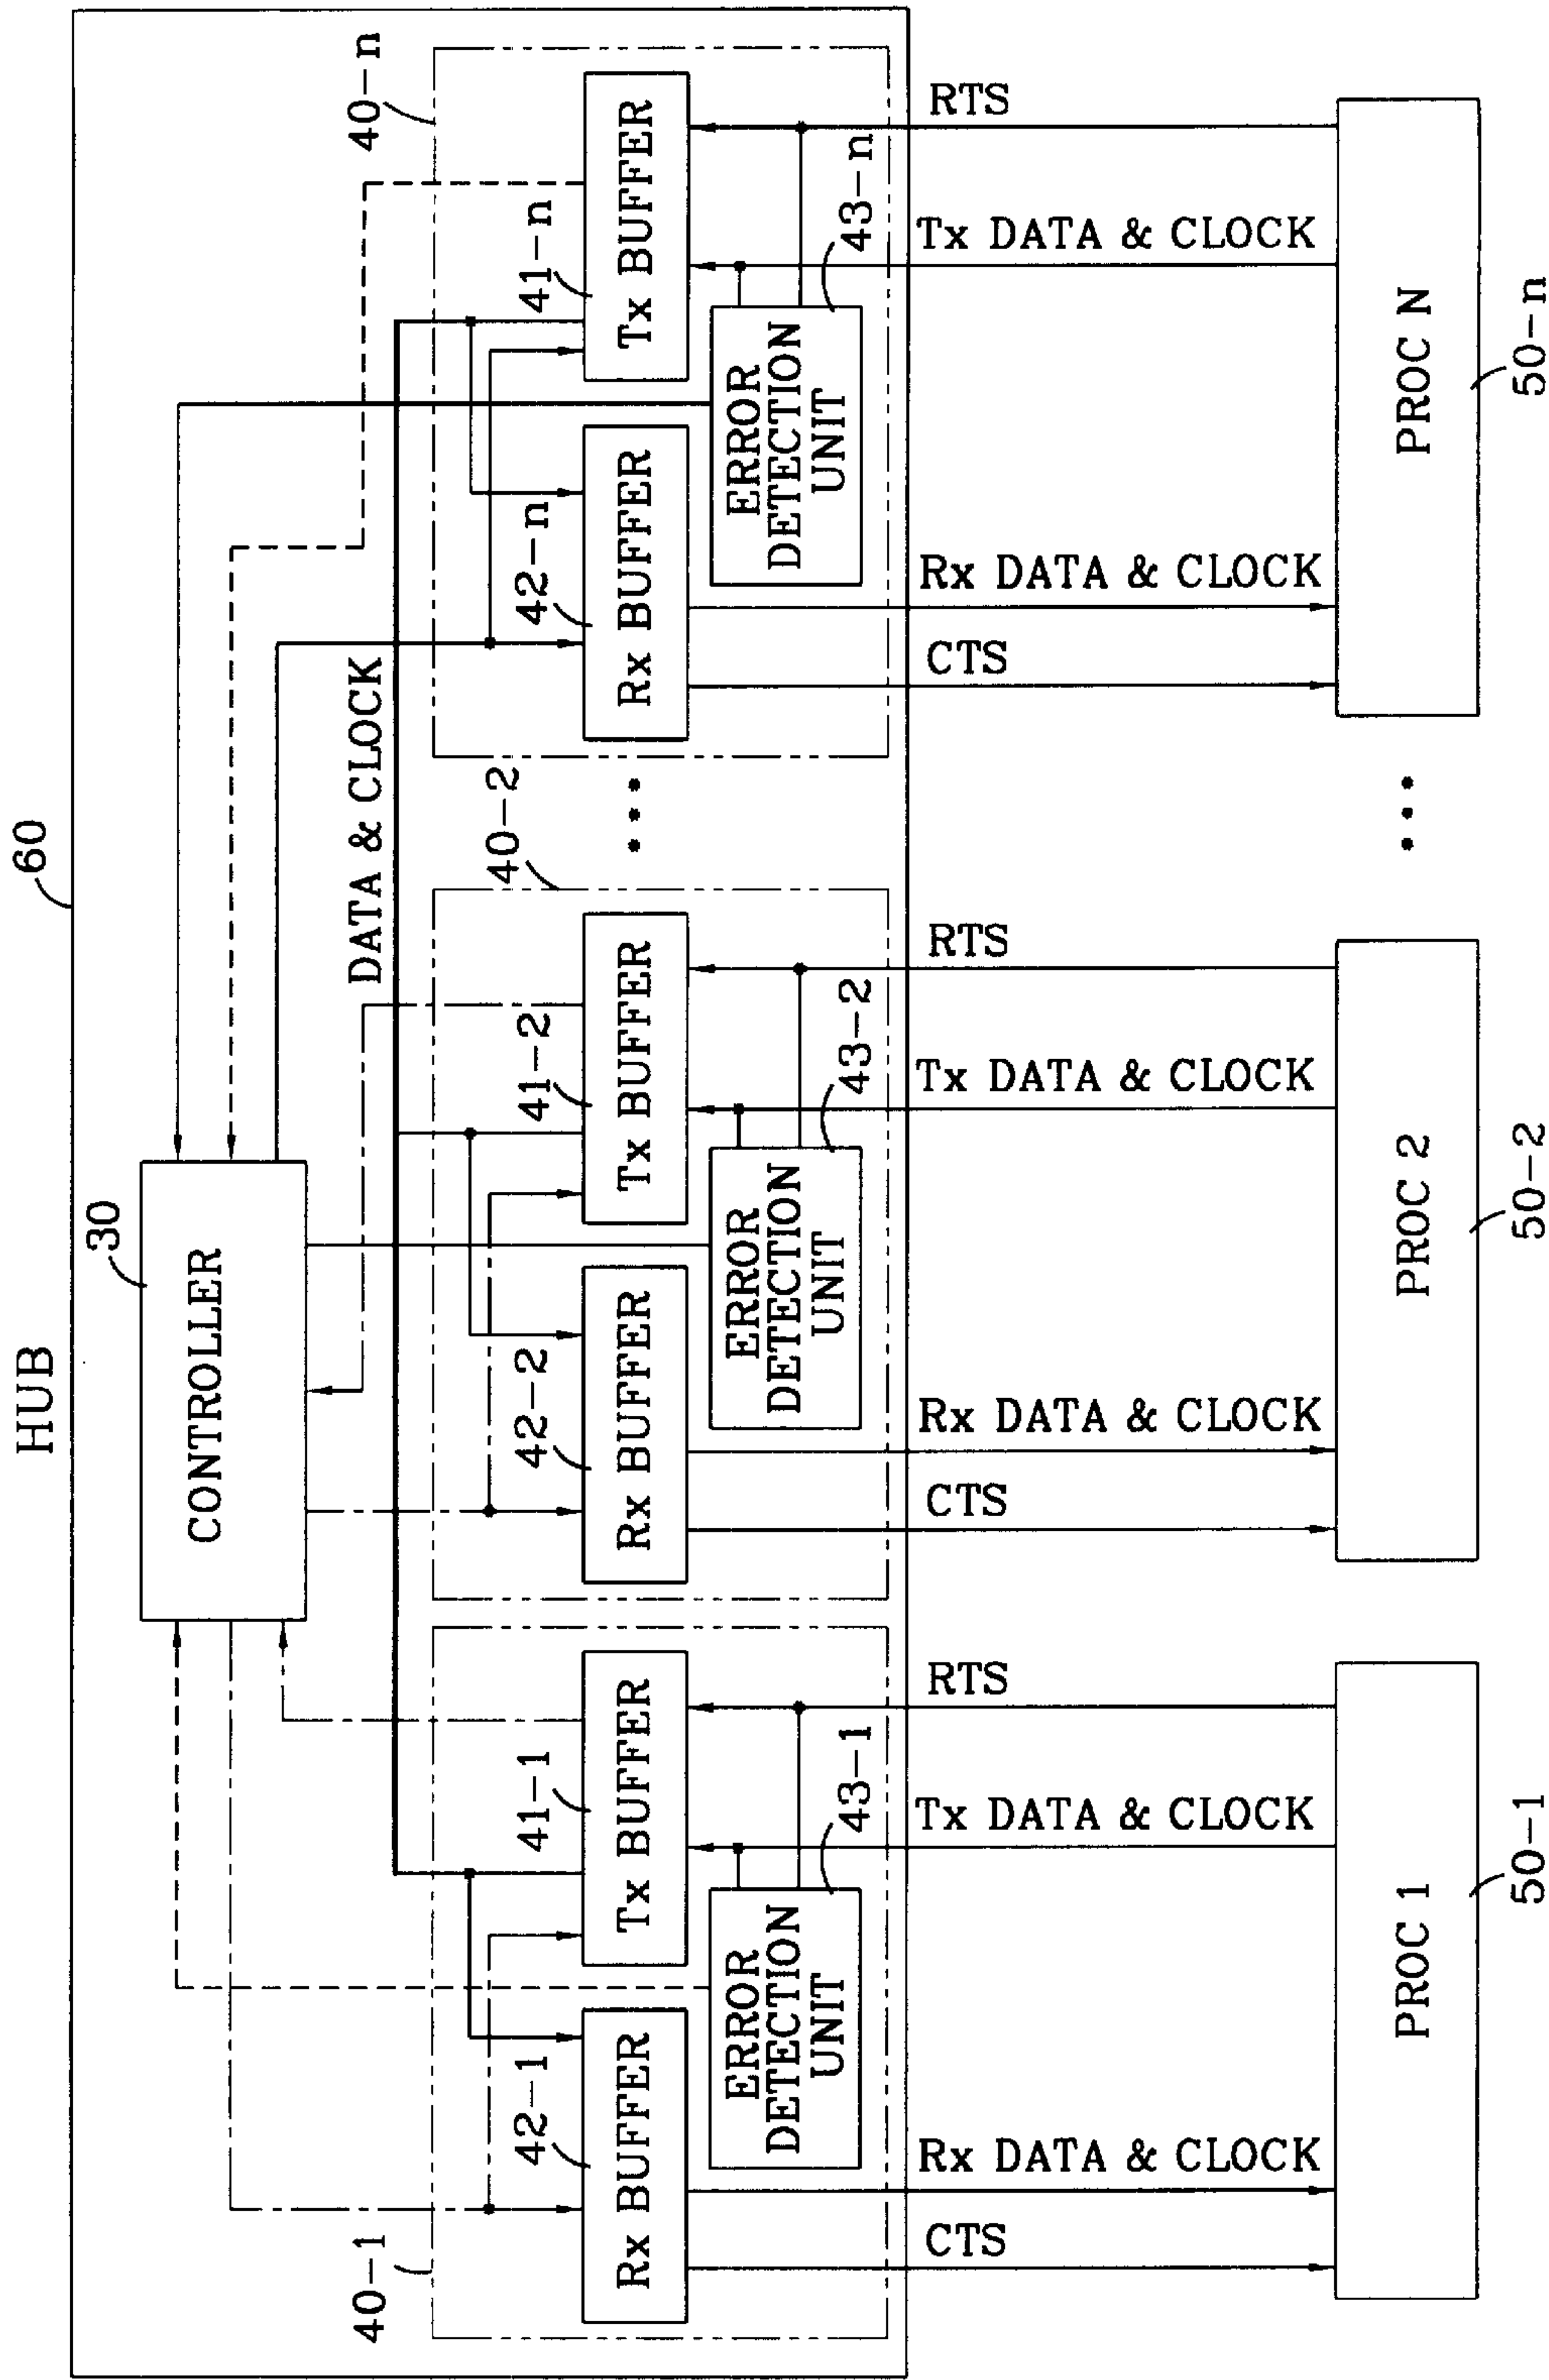 HUB
60
30
CONTROLLER
DATA & CLOCK
40-1
42-1
Rx BUFFER
41-1
Tx BUFFER
ERROR
DETECTION
UNIT
43-1
40-2
42-2
Rx BUFFER
41-2
Tx BUFFER
ERROR
DETECTION
UNIT
43-2
...
40-n
42-n
Rx BUFFER
41-n
Tx BUFFER
ERROR
DETECTION
UNIT
43-n
CTS
Rx DATA & CLOCK
Tx DATA & CLOCK
RTS
CTS
Rx DATA & CLOCK
Tx DATA & CLOCK
RTS
CTS
Rx DATA & CLOCK
Tx DATA & CLOCK
RTS
PROC 1
50-1
PROC 2
50-2
...
PROC N
50-n